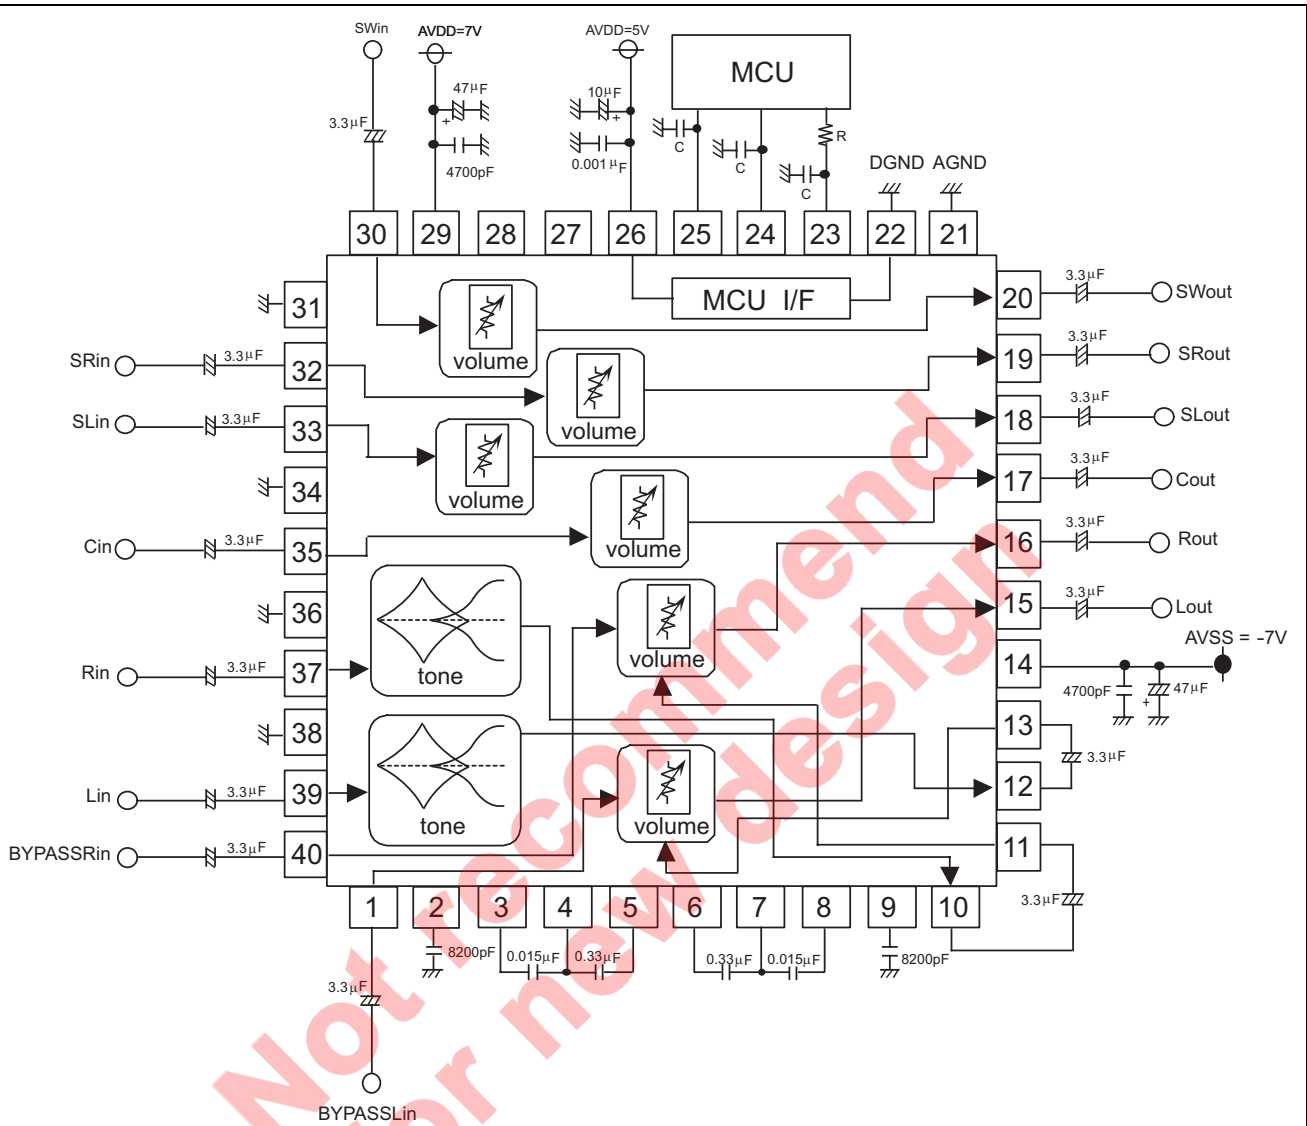 SWin
AVDD=7V
AVDD=5V
MCU
47μF
+
10μF
+
3.3μF
4700pF
0.001μF
C
C
C
R
DGND AGND
30 29 28 27 26 25 24 23 22 21
MCU I/F
31
volume
20
3.3μF
SWout
SRin
3.3μF
32
volume
19
3.3μF
SRout
SLin
3.3μF
33
volume
18
3.3μF
SLout
34
17
3.3μF
Cout
Cin
3.3μF
35
volume
16
3.3μF
Rout
36
tone
volume
15
3.3μF
Lout
AVSS = -7V
Rin
3.3μF
37
14
4700pF
+
47μF
38
13
3.3μF
Lin
3.3μF
39
tone
volume
12
BYPASSRin
3.3μF
40
11
3.3μF
1 2 3 4 5 6 7 8 9 10
8200pF
0.015μF
0.33μF
0.33μF
0.015μF
8200pF
3.3μF
BYPASSLin
Not recommend
for new design